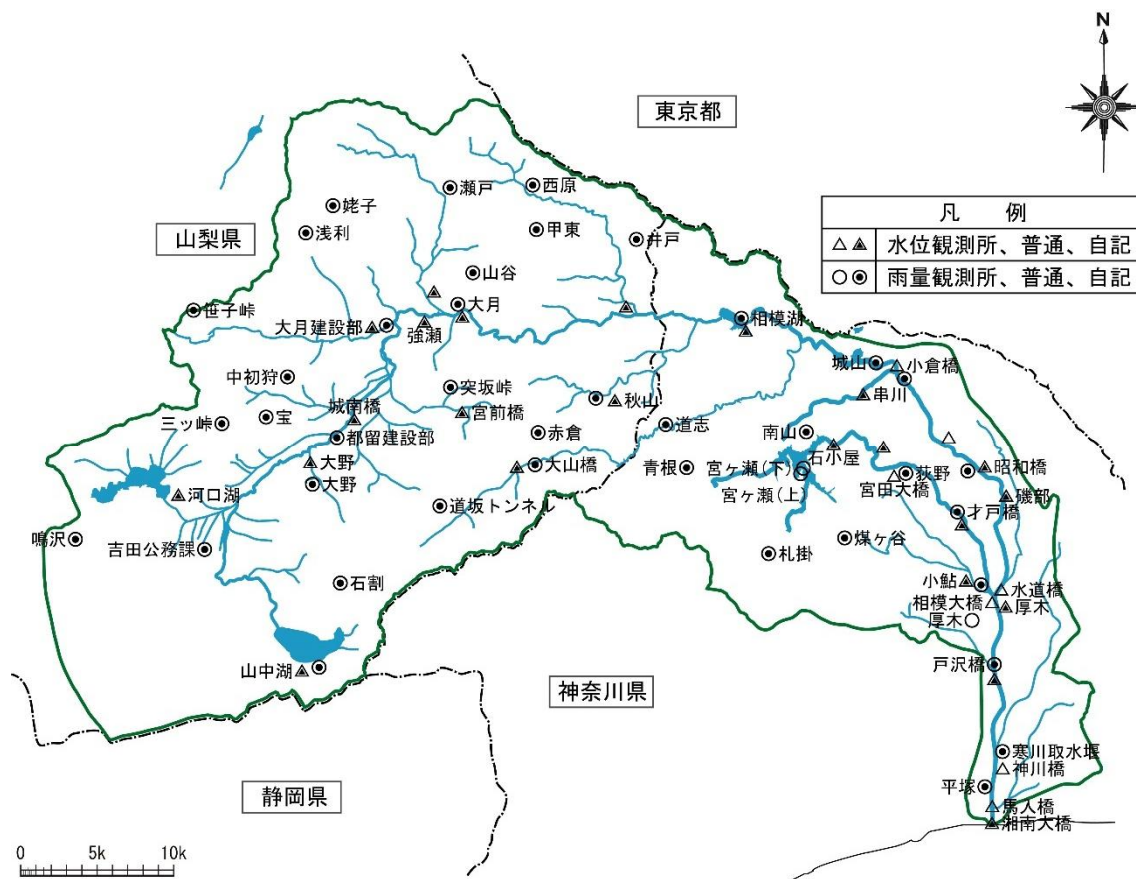 N
東京都
凡 例
△▲ 水位観測所、普通、自記
○◉ 雨量観測所、普通、自記
瀬戸
西原
姥子
浅利
甲東
井戸
山梨県
山谷
大月
笹子峠
大月建設部
強瀬
相模湖
城山
小倉橋
中初狩
突坂峠
串川
城南橋
宮前橋
秋山
宝
三ッ峠
都留建設部
赤倉
道志
南山
石小屋
大野
大山橋
青根
宮ヶ瀬(下)
荻野
昭和橋
大野
宮田大橋
河口湖
宮ヶ瀬(上)
磯部
道坂トンネル
才戸橋
鳴沢
吉田公務課
煤ヶ谷
札掛
石割
小鮎
水道橋
相模大橋
厚木
厚木
山中湖
戸沢橋
神奈川県
寒川取水堰
神川橋
静岡県
平塚
馬入橋
湘南大橋
0 5k 10k